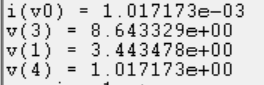 i(v0) = 1.017173e-03
v(3) = 8.643329e+00
v(1) = 3.443478e+00
v(4) = 1.017173e+00